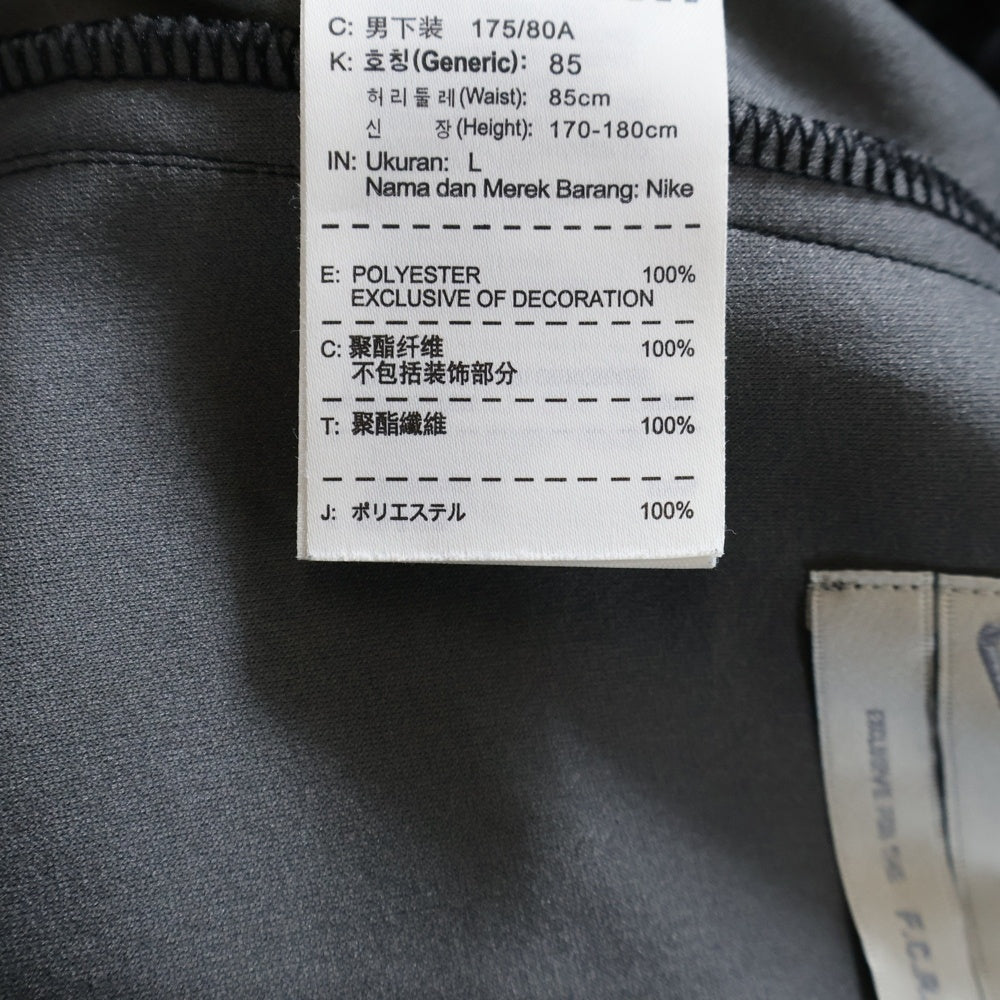 C: 男下装 175/80A
K: 호칭(Generic): 85
허리둘레(Waist): 85cm
신 장(Height): 170-180cm
IN: Ukuran: L
Nama dan Merek Barang: Nike
E: POLYESTER 100%
EXCLUSIVE OF DECORATION
C: 聚酯纤维 100%
不包括装饰部分
T: 聚酯纖維 100%
J: ポリエステル 100%
F.C.R.